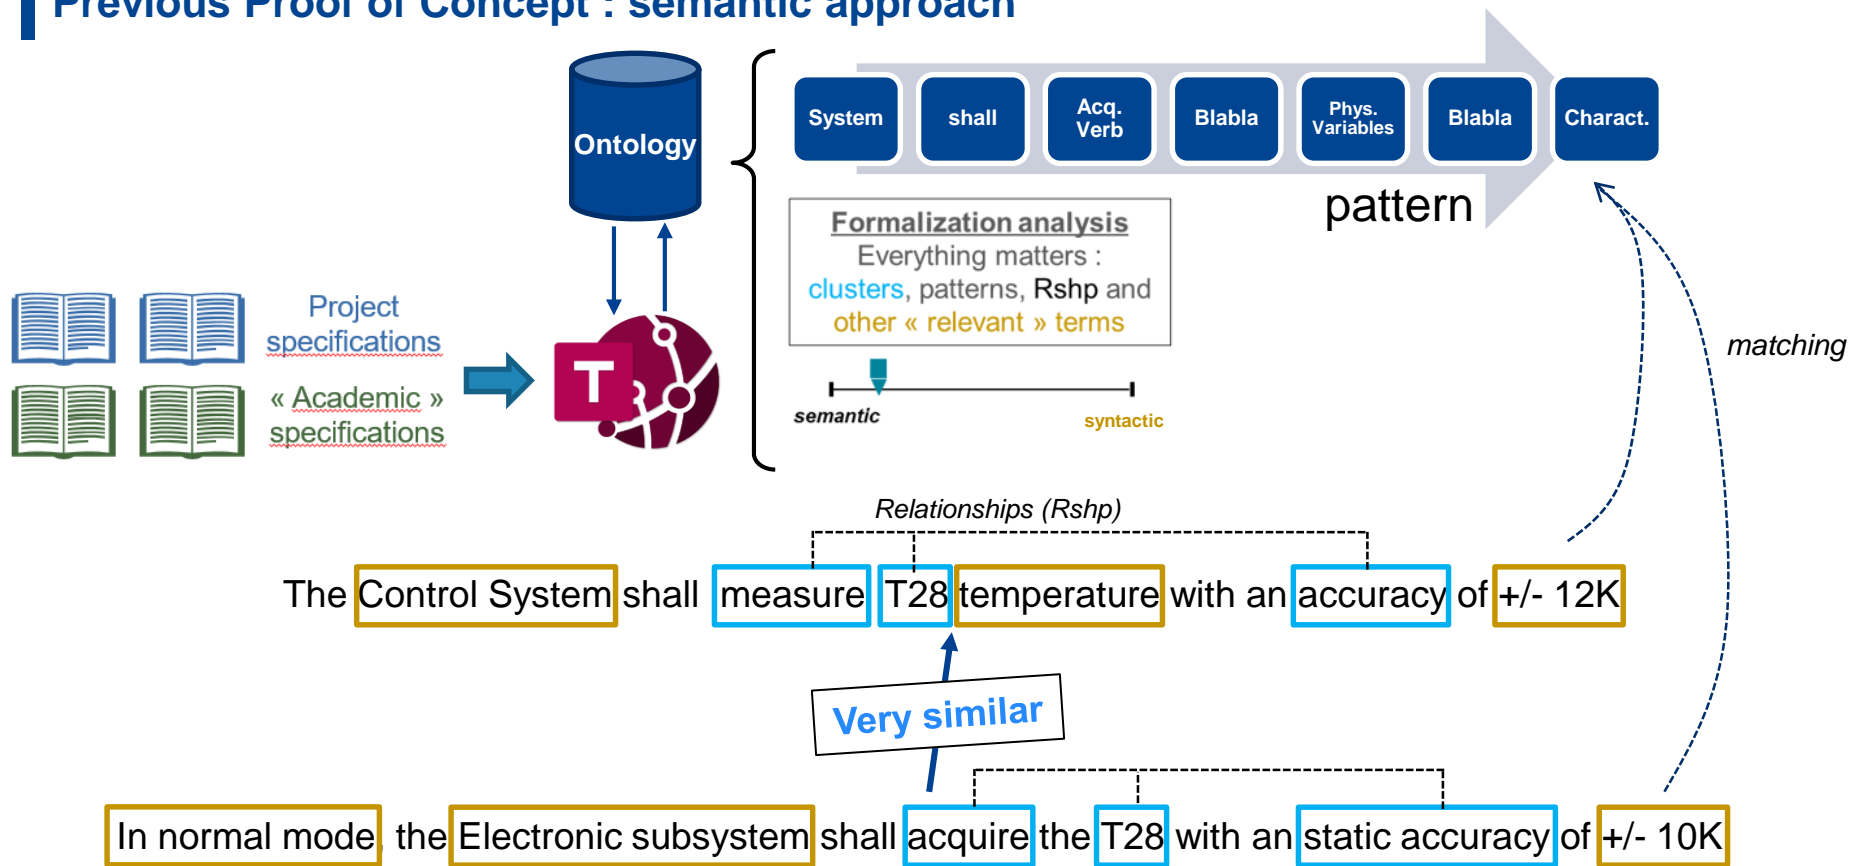 Previous Proof of Concept : semantic approach
Ontology
System
shall
Acq.
Verb
Blabla
Phys.
Variables
Blabla
Charact.
pattern
Formalization analysis
Everything matters :
clusters, patterns, Rshp and
other « relevant » terms
semantic
syntactic
Project
specifications
« Academic »
specifications
T
matching
Relationships (Rshp)
The Control System shall measure T28 temperature with an accuracy of +/- 12K
Very similar
In normal mode, the Electronic subsystem shall acquire the T28 with an static accuracy of +/- 10K